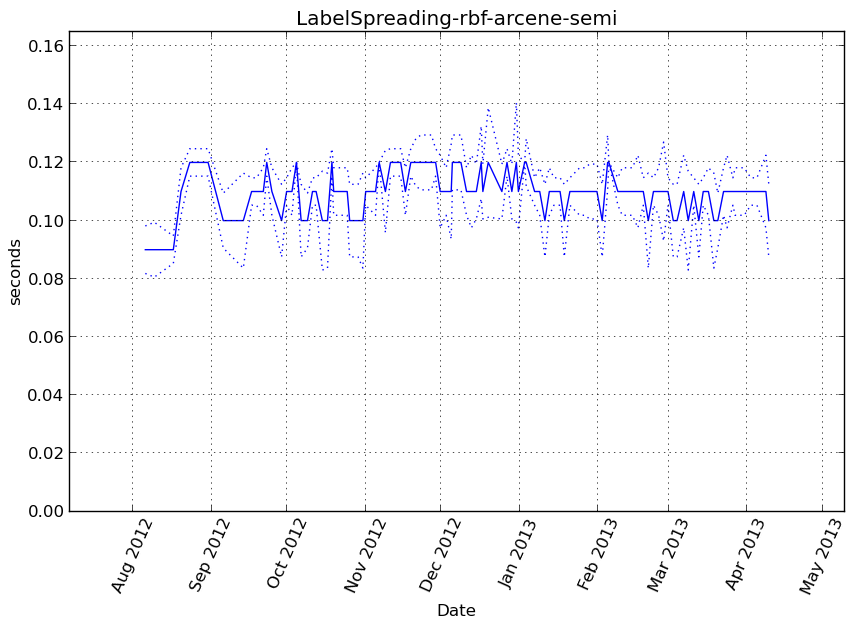 LabelSpreading-rbf-arcene-semi
0.16
0.14
0.12
0.10
0.08
0.06
0.04
0.02
0.00
seconds
Aug 2012
Sep 2012
Oct 2012
Nov 2012
Dec 2012
Jan 2013
Feb 2013
Mar 2013
Apr 2013
May 2013
Date